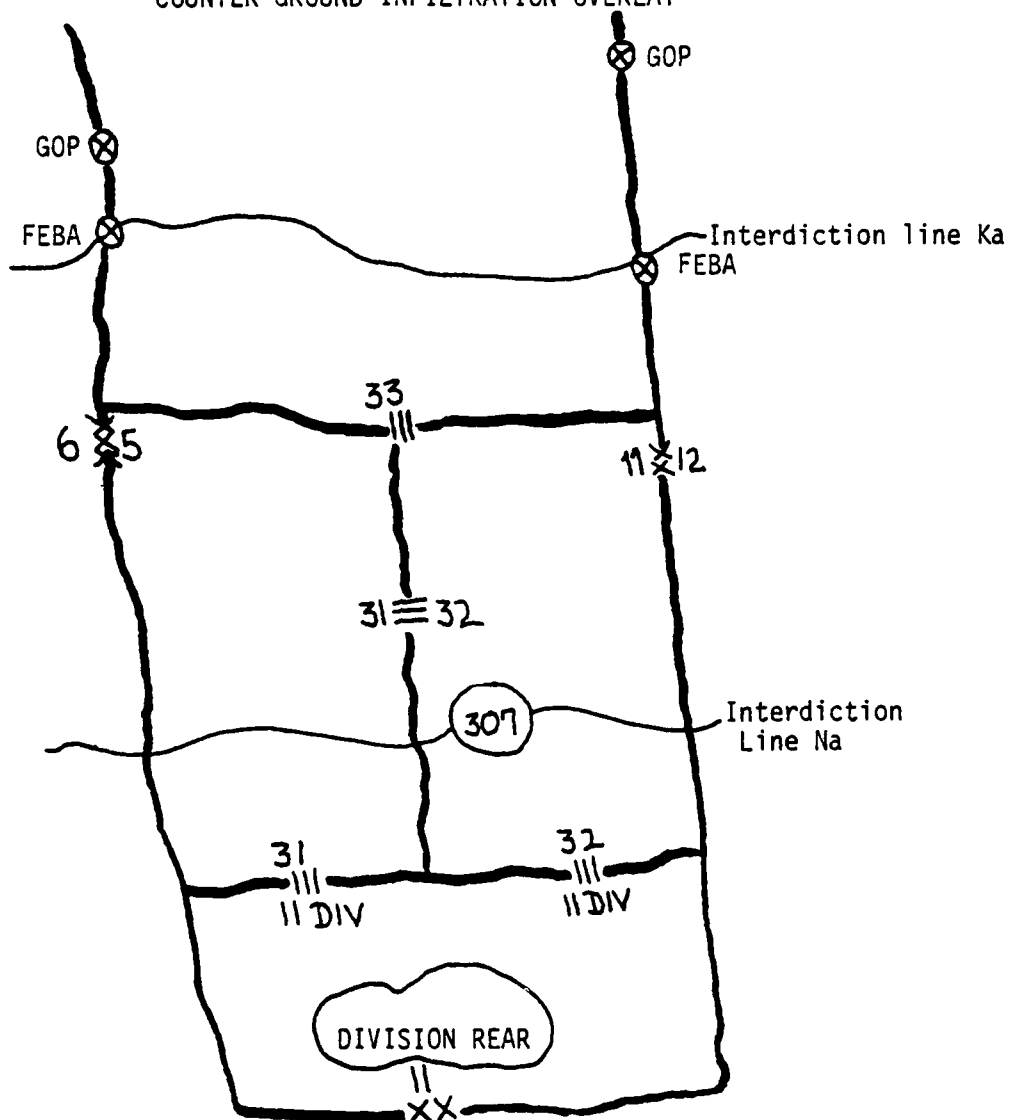 COUNTER GROUND INFILTRATION OVERLAY
GOP
GOP
FEBA
Interdiction line Ka
FEBA
33
6 5
11 12
31 32
307
Interdiction
Line Na
31
11 DIV
32
11 DIV
DIVISION REAR
11
XX